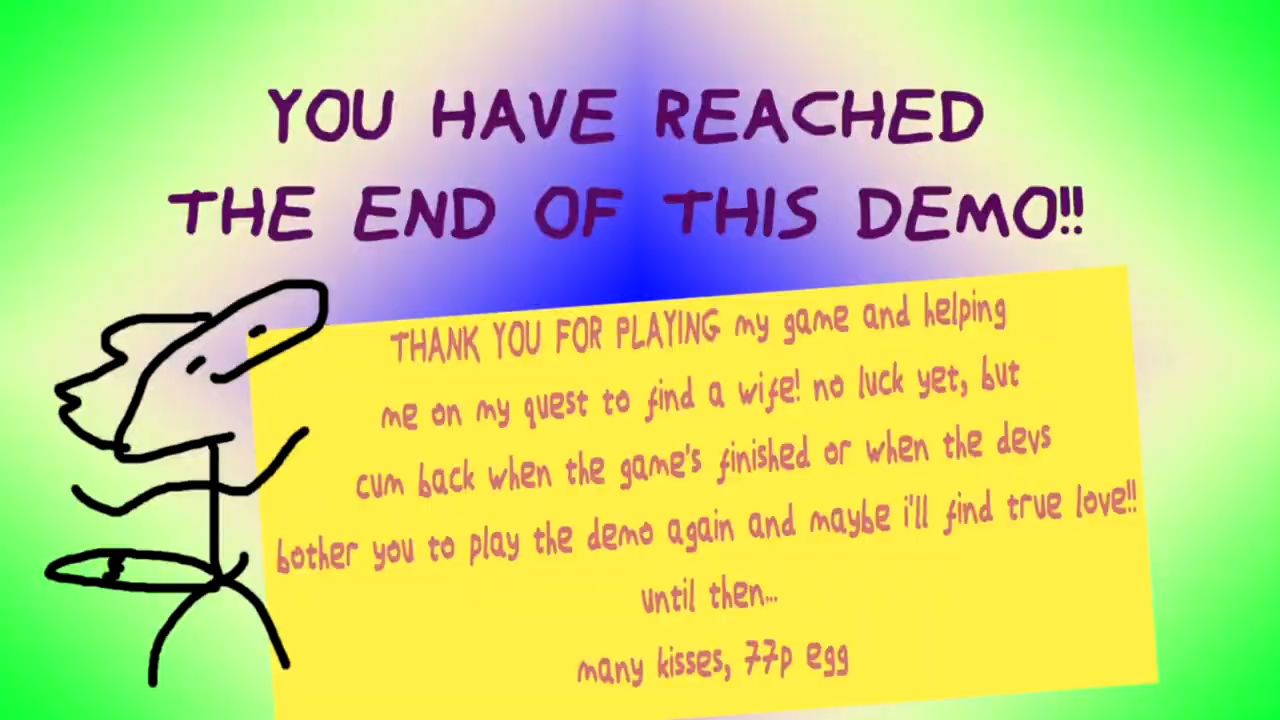 YOU HAVE REACHED
THE END OF THIS DEMO!!
THANK YOU FOR PLAYING my game and helping
me on my quest to find a wife! no luck yet, but
cum back when the game's finished or when the devs
bother you to play the demo again and maybe i'll find true love!!
until then...
many kisses, 77p egg